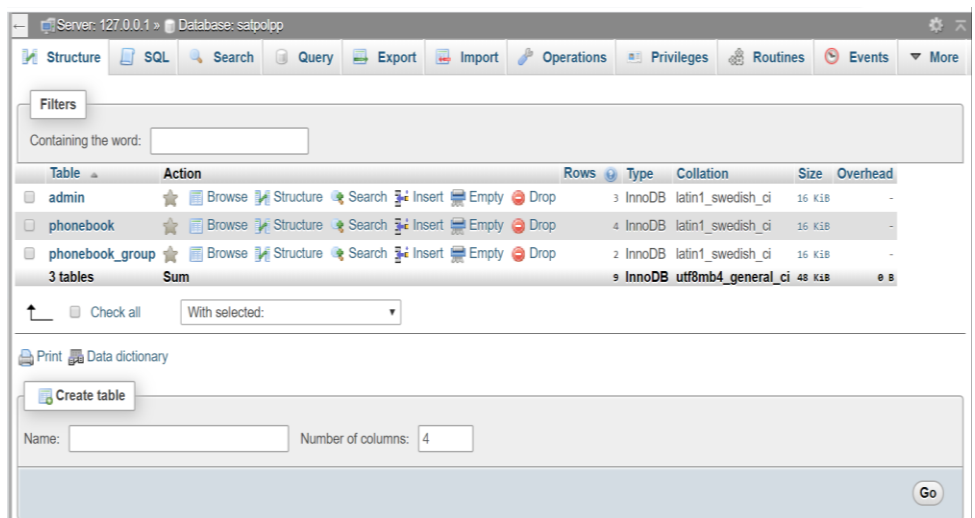 Server: 127.0.0.1 » Database: satpolpp
Structure SQL Search Query Export Import Operations Privileges Routines Events More
Filters
Containing the word:
Table Action Rows Type Collation Size Overhead
admin Browse Structure Search Insert Empty Drop 3 InnoDB latin1_swedish_ci 16 KiB -
phonebook Browse Structure Search Insert Empty Drop 4 InnoDB latin1_swedish_ci 16 KiB -
phonebook_group Browse Structure Search Insert Empty Drop 2 InnoDB latin1_swedish_ci 16 KiB -
3 tables Sum 9 InnoDB utf8mb4_general_ci 48 KiB 0 B
Check all With selected:
Print Data dictionary
Create table
Name: Number of columns: 4
Go